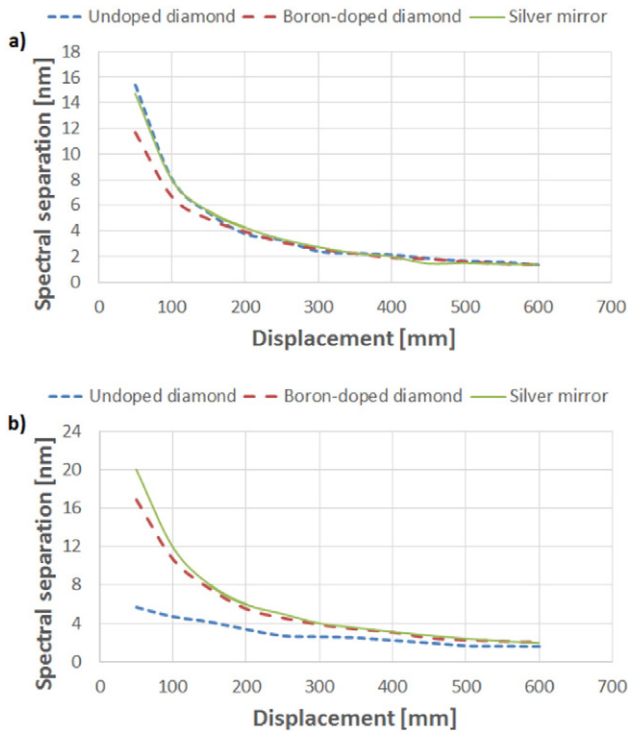 Undoped diamond Boron-doped diamond Silver mirror
a)
18
16
14
12
10
8
6
4
2
0
Spectral separation [nm]
0 100 200 300 400 500 600 700
Displacement [mm]
Undoped diamond Boron-doped diamond Silver mirror
b)
24
20
16
12
8
4
0
Spectral separation [nm]
0 100 200 300 400 500 600 700
Displacement [mm]